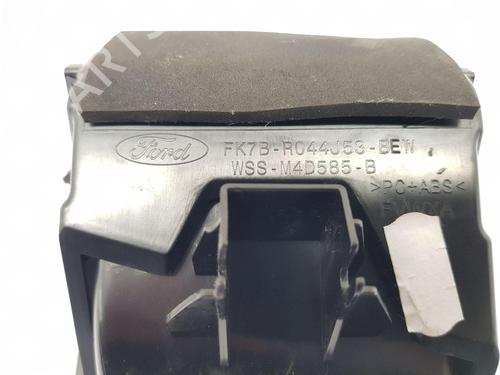 Ford
FK7B-R044J53-BEW
WSS-M4D585-B
>PC+ABS<